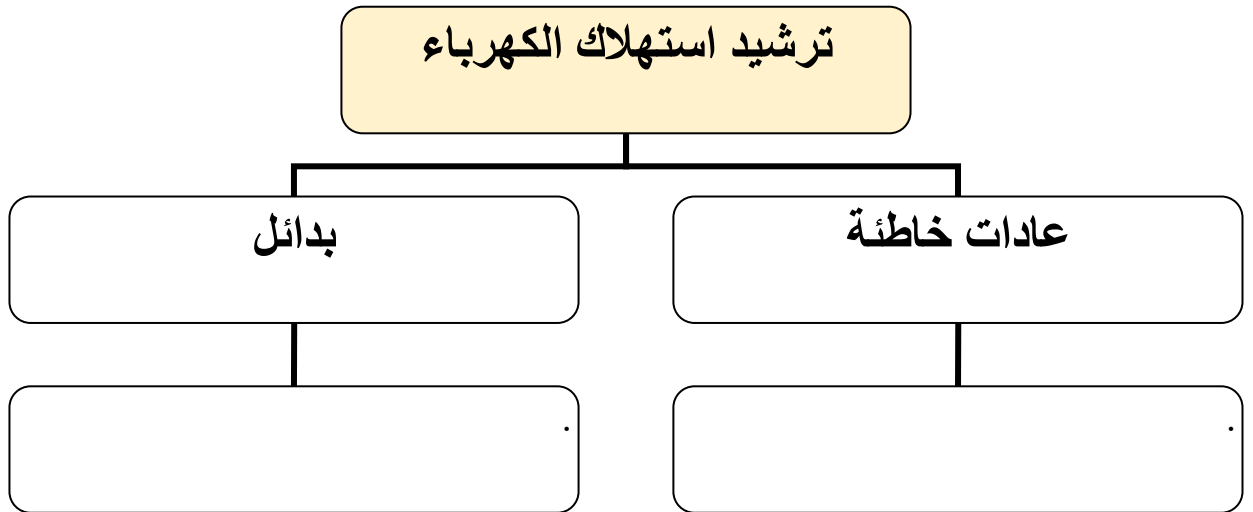 ترشيد استهلاك الكهرباء
عادات خاطئة
بدائل
.
.